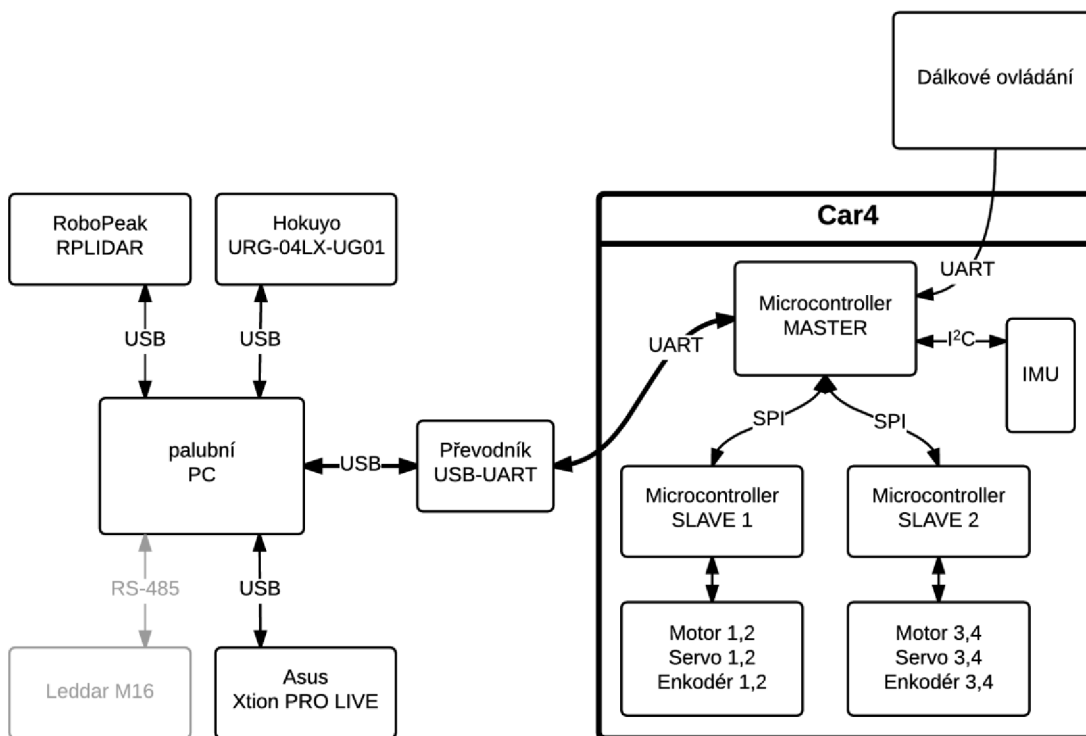 Dálkové ovládání
Car4
RoboPeak
RPLIDAR
Hokuyo
URG-04LX-UG01
UART
Microcontroller
MASTER
I²C
IMU
USB
USB
UART
SPI
SPI
palubní
PC
USB
Převodník
USB-UART
Microcontroller
SLAVE 1
Microcontroller
SLAVE 2
RS-485
USB
Motor 1,2
Servo 1,2
Enkodér 1,2
Motor 3,4
Servo 3,4
Enkodér 3,4
Leddar M16
Asus
Xtion PRO LIVE